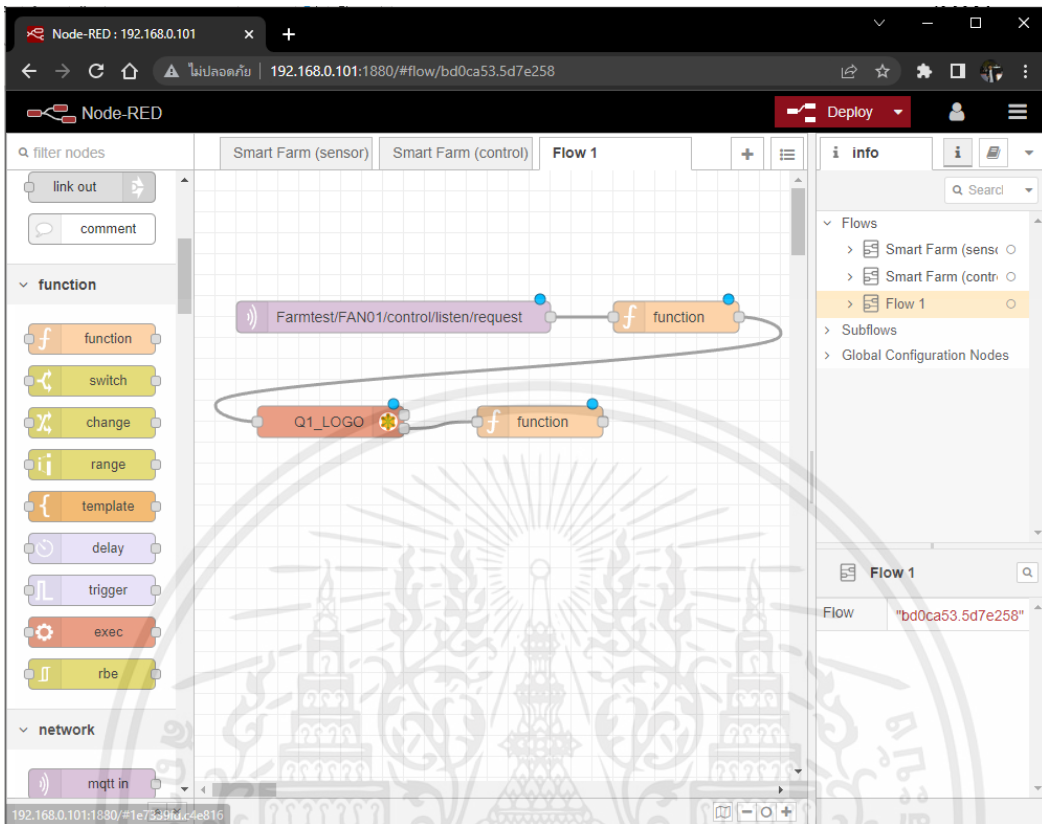 Node-RED : 192.168.0.101
ไม่ปลอดภัย 192.168.0.101:1880/#flow/bd0ca53.5d7e258
Node-RED
Deploy
filter nodes
Smart Farm (sensor)
Smart Farm (control)
Flow 1
i info
i
link out
comment
function
function
switch
change
range
template
delay
trigger
exec
rbe
network
mqtt in
Farmtest/FAN01/control/listen/request
function
Q1_LOGO
function
Searcl
Flows
Smart Farm (sens
Smart Farm (contr
Flow 1
Subflows
Global Configuration Nodes
Flow 1
Flow "bd0ca53.5d7e258"